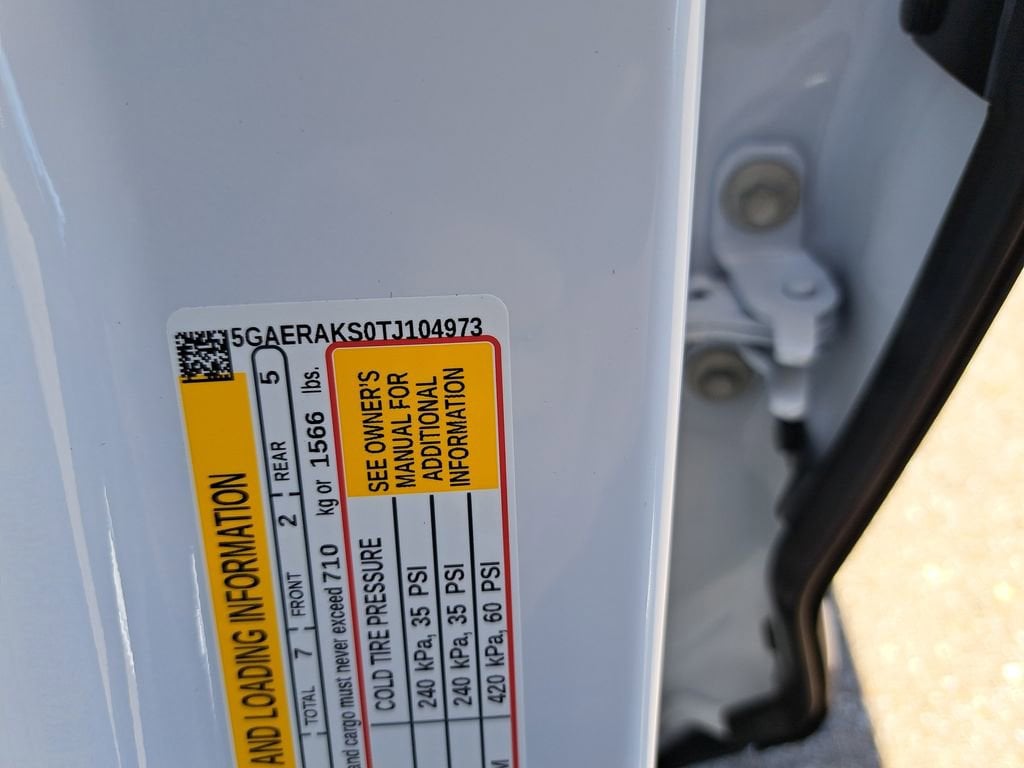 5GAERAKS0TJ104973
AND LOADING INFORMATION
TOTAL 7 FRONT 2 REAR 5
and cargo must never exceed 710 kg or 1566 lbs.
COLD TIRE PRESSURE
240 kPa, 35 PSI
240 kPa, 35 PSI
420 kPa, 60 PSI
SEE OWNER'S
MANUAL FOR
ADDITIONAL
INFORMATION